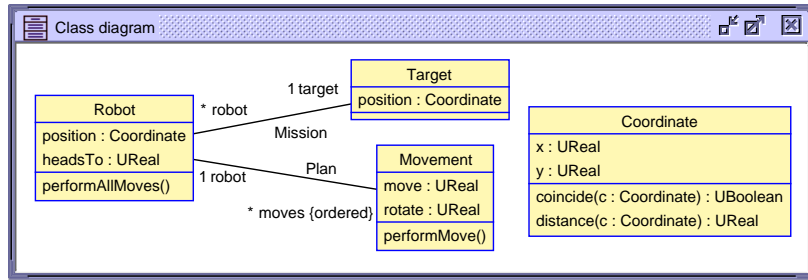 Class diagram
Robot
position : Coordinate
headsTo : UReal
performAllMoves()
* robot
1 target
Mission
Target
position : Coordinate
1 robot
Plan
* moves {ordered}
Movement
move : UReal
rotate : UReal
performMove()
Coordinate
x : UReal
y : UReal
coincide(c : Coordinate) : UBoolean
distance(c : Coordinate) : UReal